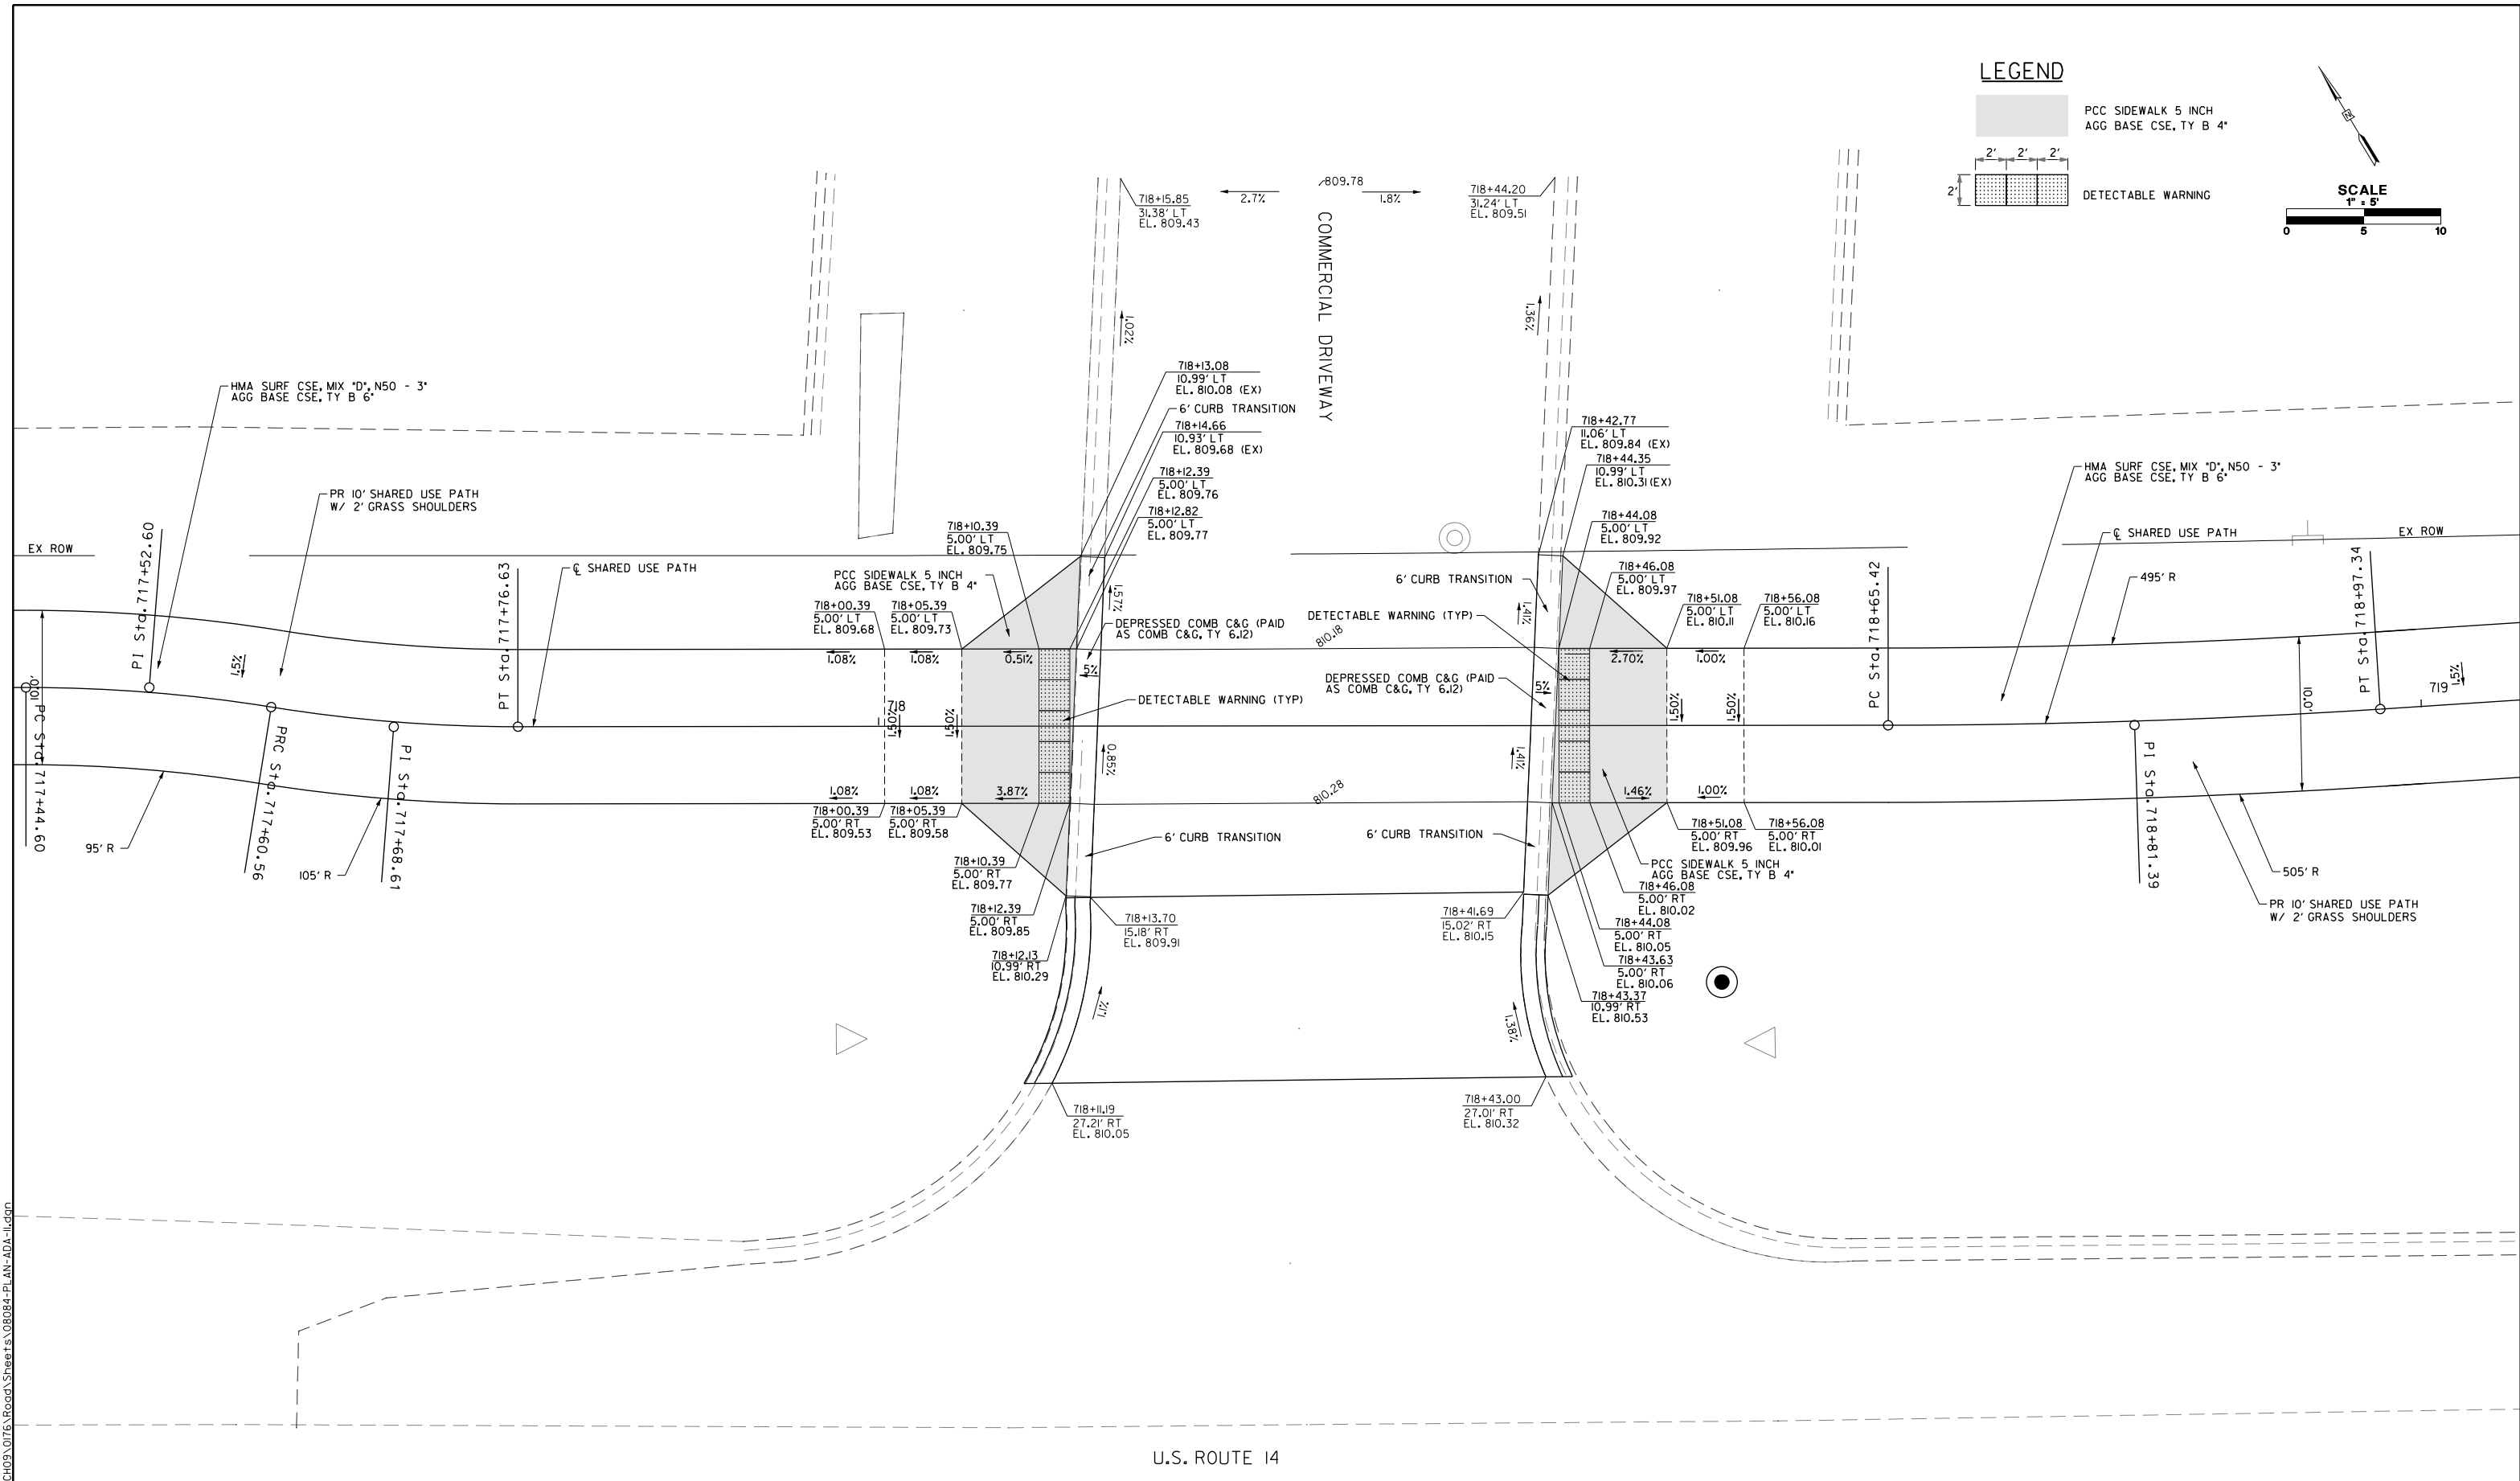 LEGEND
PCC SIDEWALK 5 INCH
AGG BASE CSE, TY B 4"
2' 2' 2'
2'
DETECTABLE WARNING
N
SCALE
1" = 5'
0 5 10
718+15.85
31.38' LT
EL. 809.43
2.7%
809.78
1.8%
718+44.20
31.24' LT
EL. 809.51
COMMERCIAL DRIVEWAY
1.02%
1.36%
HMA SURF CSE, MIX "D", N50 - 3"
AGG BASE CSE, TY B 6"
PR 10' SHARED USE PATH
W/ 2' GRASS SHOULDERS
718+13.08
10.99' LT
EL. 810.08 (EX)
6' CURB TRANSITION
718+14.66
10.93' LT
EL. 809.68 (EX)
718+12.39
5.00' LT
EL. 809.76
718+12.82
5.00' LT
EL. 809.77
718+10.39
5.00' LT
EL. 809.75
718+42.77
11.06' LT
EL. 809.84 (EX)
718+44.35
10.99' LT
EL. 810.31 (EX)
718+44.08
5.00' LT
EL. 809.92
718+46.08
5.00' LT
EL. 809.97
HMA SURF CSE, MIX "D", N50 - 3"
AGG BASE CSE, TY B 6"
EX ROW
PI Sta. 717+52.60
PT Sta. 717+76.63
℄ SHARED USE PATH
PCC SIDEWALK 5 INCH
AGG BASE CSE, TY B 4"
718+00.39
5.00' LT
EL. 809.68
718+05.39
5.00' LT
EL. 809.73
1.57%
DEPRESSED COMB C&G (PAID
AS COMB C&G, TY 6.12)
6' CURB TRANSITION
DETECTABLE WARNING (TYP)
1.41%
810.18
718+51.08
5.00' LT
EL. 810.11
718+56.08
5.00' LT
EL. 810.16
PC Sta. 718+65.42
495' R
℄ SHARED USE PATH
EX ROW
PT Sta. 718+97.34
1.5%
1.08%
1.08%
0.51%
5%
DETECTABLE WARNING (TYP)
DEPRESSED COMB C&G (PAID
AS COMB C&G, TY 6.12)
5%
2.70%
1.00%
10.0'
718
1.50%
1.50%
0.85%
1.41%
1.50%
1.50%
10.0'
719
1.5%
PC Sta. 717+44.60
PRC Sta. 717+60.56
PI Sta. 717+68.61
95' R
105' R
1.08%
1.08%
3.87%
810.28
1.46%
1.00%
718+00.39
5.00' RT
EL. 809.53
718+05.39
5.00' RT
EL. 809.58
6' CURB TRANSITION
6' CURB TRANSITION
718+51.08
5.00' RT
EL. 809.96
718+56.08
5.00' RT
EL. 810.01
PI Sta. 718+81.39
505' R
718+10.39
5.00' RT
EL. 809.77
PCC SIDEWALK 5 INCH
AGG BASE CSE, TY B 4"
718+46.08
5.00' RT
EL. 810.02
718+12.39
5.00' RT
EL. 809.85
718+13.70
15.18' RT
EL. 809.91
718+41.69
15.02' RT
EL. 810.15
718+44.08
5.00' RT
EL. 810.05
PR 10' SHARED USE PATH
W/ 2' GRASS SHOULDERS
718+12.13
10.99' RT
EL. 810.29
718+43.63
5.00' RT
EL. 810.06
718+43.37
10.99' RT
EL. 810.53
1.1%
1.38%
718+11.19
27.21' RT
EL. 810.05
718+43.00
27.01' RT
EL. 810.32
U.S. ROUTE 14
CH09\0176\Road\Sheets\08084-PLAN-ADA-11.dgn